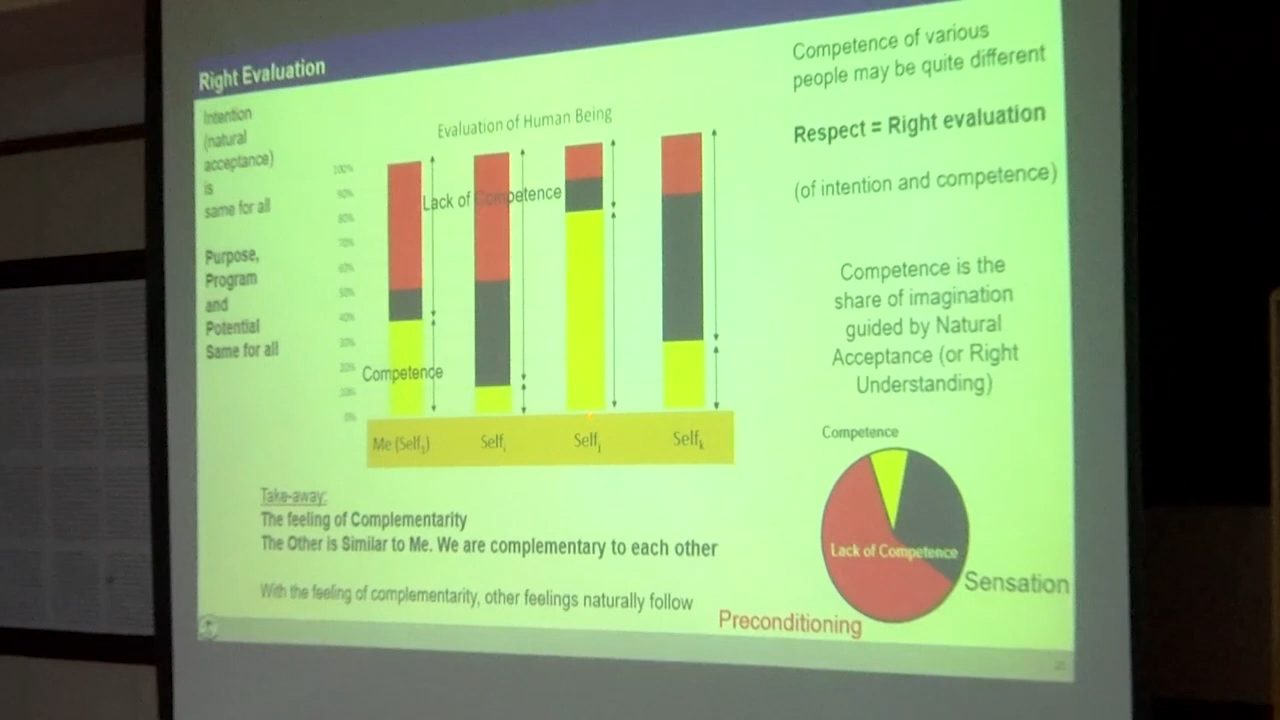 Right Evaluation
Intention
(natural
acceptance)
is
same for all
Purpose,
Program
and
Potential
Same for all
Evaluation of Human Being
100%
90%
80%
70%
60%
50%
40%
30%
20%
10%
0%
Lack of Competence
Competence
Me (Self1)
Selfi
Selfj
Selfk
Take-away:
The feeling of Complementarity
The Other is Similar to Me. We are complementary to each other
With the feeling of complementarity, other feelings naturally follow
Competence of various
people may be quite different
Respect = Right evaluation
(of intention and competence)
Competence is the
share of imagination
guided by Natural
Acceptance (or Right
Understanding)
Competence
Lack of Competence
Sensation
Preconditioning